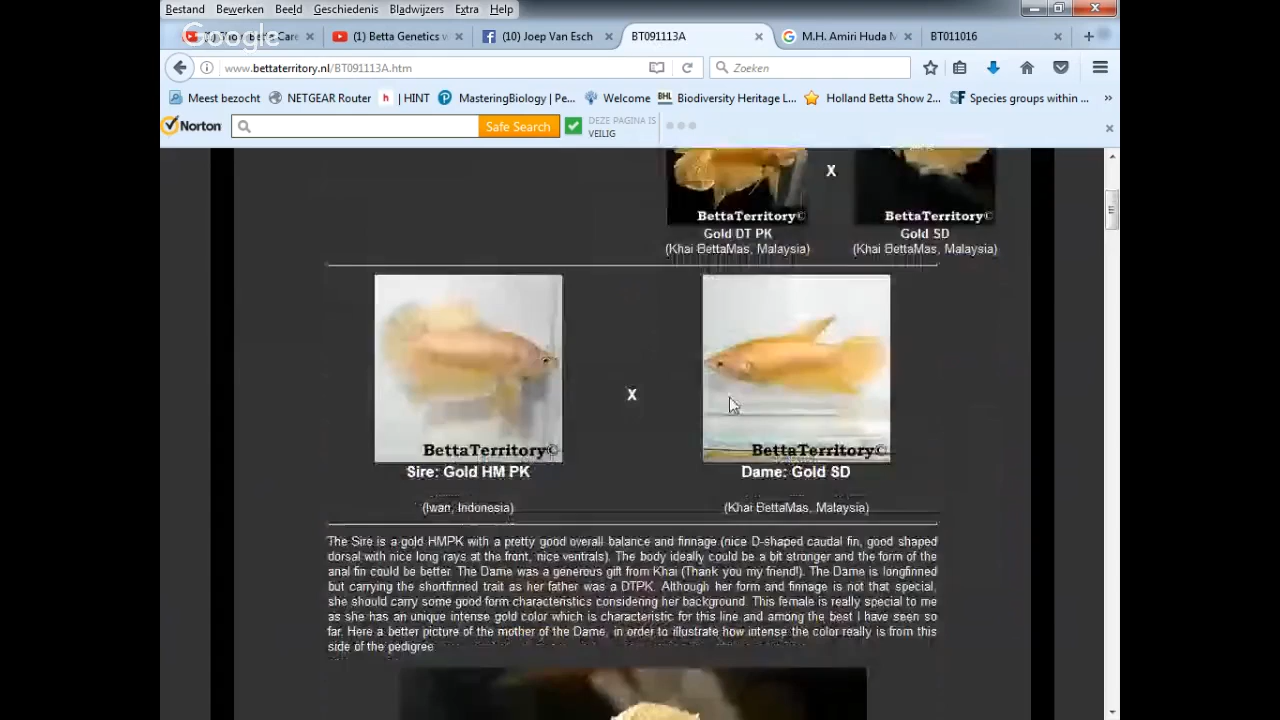 Bestand Bewerken Beeld Geschiedenis Bladwijzers Extra Help
Google
(1) Betta Genetics (10) Joep Van Esch BT091113A M.H. Amiri Huda M BT011016
www.bettaterritory.nl/BT091113A.htm Zoeken
Meest bezocht NETGEAR Router | HINT MasteringBiology | Pe... Welcome BHL Biodiversity Heritage L... Holland Betta Show 2... SF Species groups within ...
Norton Safe Search DEZE PAGINA IS
VEILIG
X
BettaTerritory© BettaTerritory©
Gold DT PK Gold SD
(Khai BettaMas, Malaysia) (Khai BettaMas, Malaysia)
X
BettaTerritory© BettaTerritory©
Sire: Gold HM PK Dame: Gold SD
(Iwan, Indonesia) (Khai BettaMas, Malaysia)
The Sire is a gold HMPK with a pretty good overall balance and finnage (nice D-shaped caudal fin, good shaped
dorsal with nice long rays at the front, nice ventrals). The body ideally could be a bit stronger and the form of the
anal fin could be better. The Dame was a generous gift from Khai (Thank you my friend!). The Dame is longfinned
but carrying the shortfinned trait as her father was a DTPK. Although her form and finnage is not that special,
she should carry some good form characteristics considering her background. This female is really special to me
as she has an unique intense gold color which is characteristic for this line and among the best I have seen so
far. Here a better picture of the mother of the Dame, in order to illustrate how intense the color really is from this
side of the pedigree